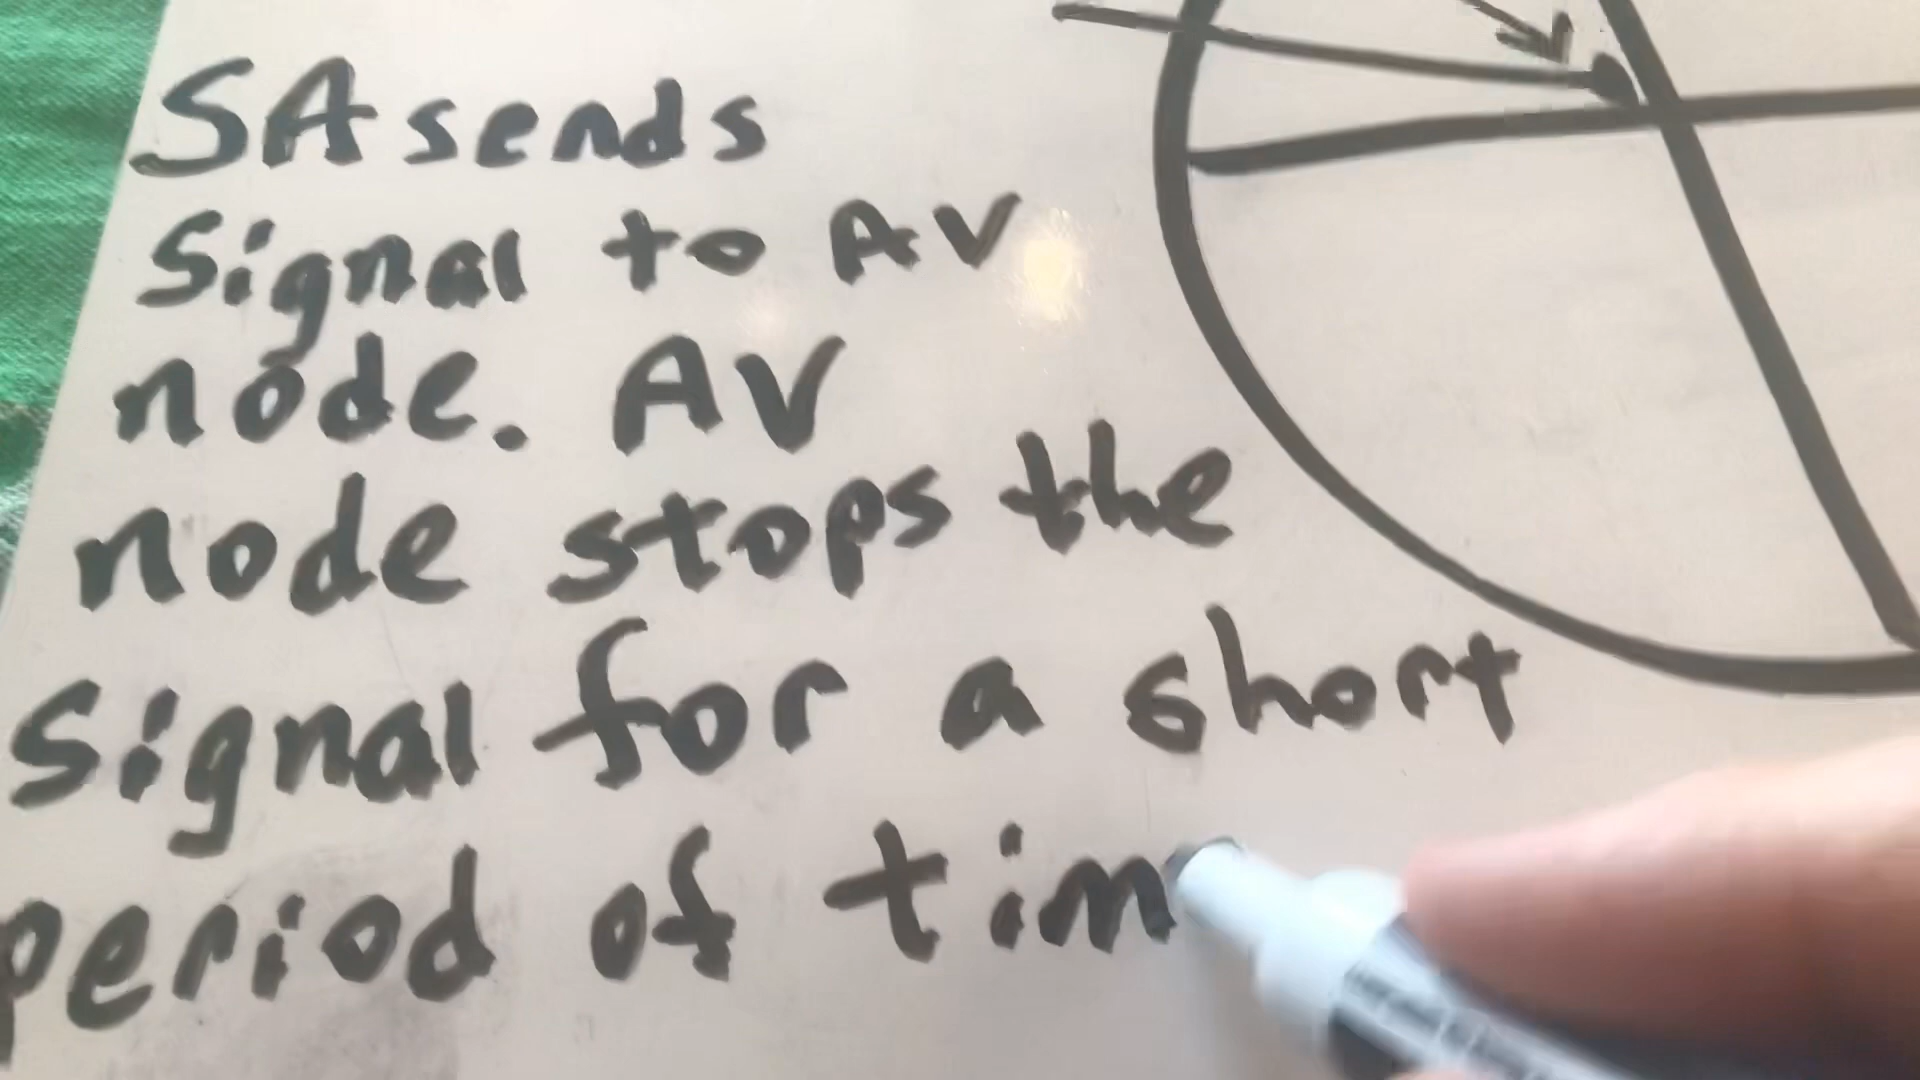 SA sends
Signal to AV
node. AV
node stops the
Signal for a short
period of tim